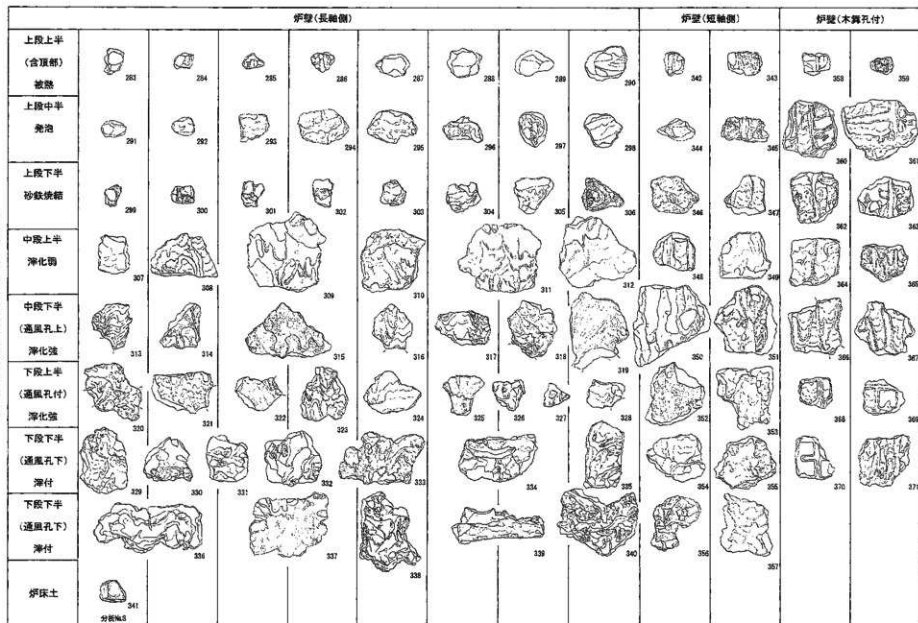 炉壁(長軸側) 炉壁(短軸側) 炉壁(木舞孔付)
上段上半
(含頂部)
被熱
283 284 285 286 287 288 289 290 342 343 358 359
上段中半
発泡
291 292 293 294 295 296 297 298 344 345 360 361
上段下半
砂鉄焼結
299 300 301 302 303 304 305 306 346 347 362 363
中段上半
滓化弱
307 308 309 310 311 312 348 349 364 365
中段下半
(通風孔上)
滓化強
313 314 315 316 317 318 319 350 351 366 367
下段上半
(通風孔付)
滓化強
320 321 322 323 324 325 326 327 328 352 353 368 369
下段下半
(通風孔下)
滓付
329 330 331 332 333 334 335 354 355 370 371
下段下半
(通風孔下)
滓付
336 337 338 339 340 356 357
炉床土
341
分析No.8